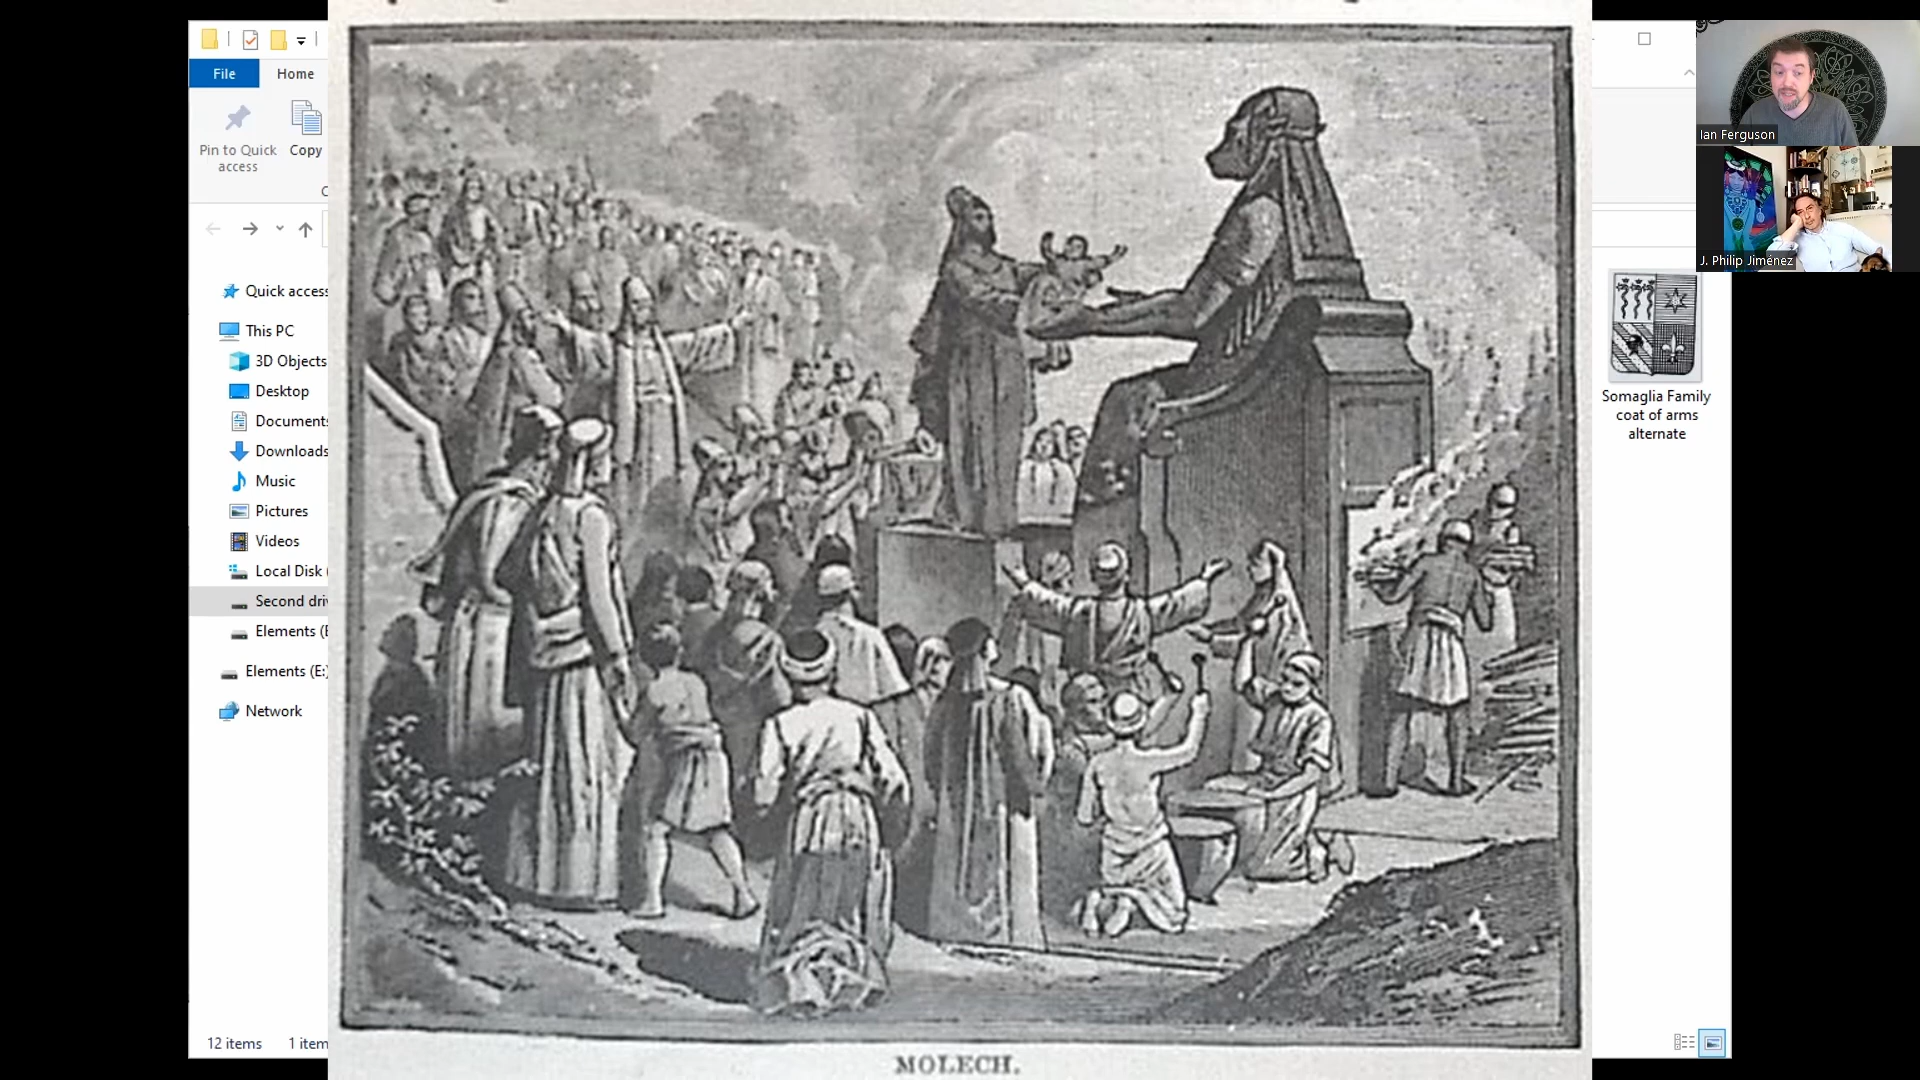 File
Home
Pin to Quick
access
Copy
Quick access
This PC
3D Objects
Desktop
Documents
Downloads
Music
Pictures
Videos
Local Disk (
Second driv
Elements (E
Elements (E:)
Network
12 items
1 item
MOLECH.
Ian Ferguson
J. Philip Jiménez
Somaglia Family
coat of arms
alternate